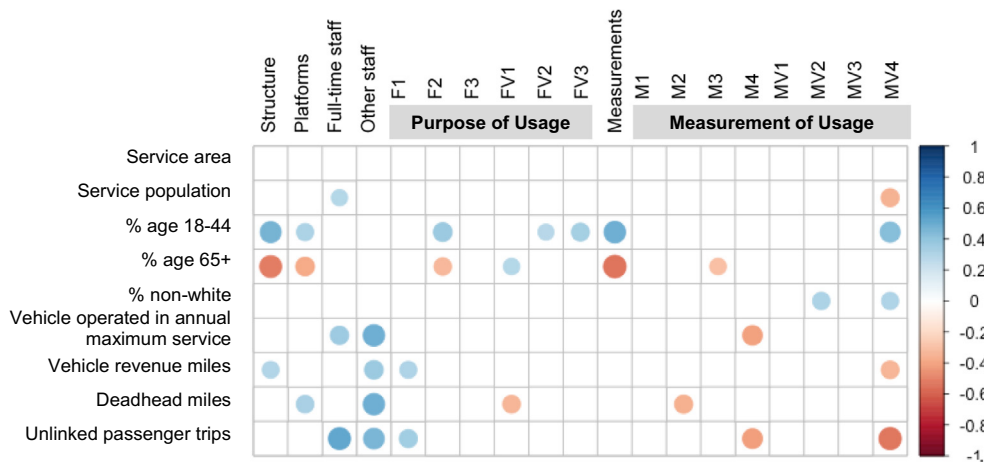 Structure
Platforms
Full-time staff
Other staff
F1
F2
F3
FV1
FV2
FV3
Measurements
M1
M2
M3
M4
MV1
MV2
MV3
MV4
Purpose of Usage
Measurement of Usage
Service area
Service population
% age 18-44
% age 65+
% non-white
Vehicle operated in annual
maximum service
Vehicle revenue miles
Deadhead miles
Unlinked passenger trips
1
0.8
0.6
0.4
0.2
0
-0.2
-0.4
-0.6
-0.8
-1